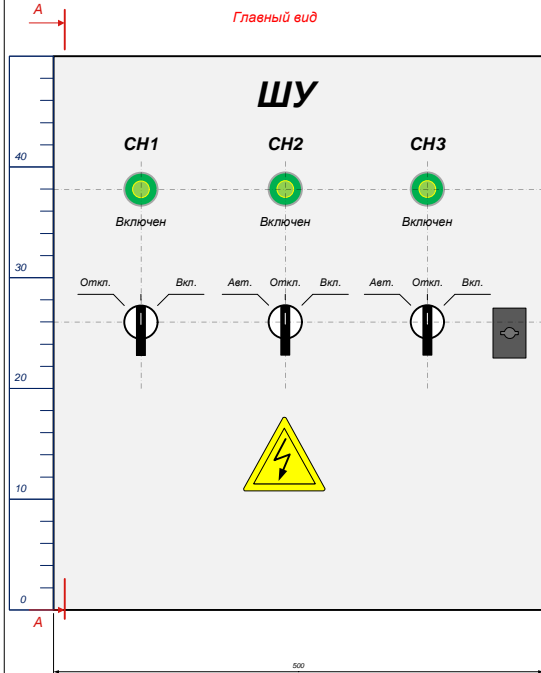 А
Главный вид
ШУ
СН1 СН2 СН3
40
Включен Включен Включен
30
Откл. Вкл. Авт. Откл. Вкл. Авт. Откл. Вкл.
20
10
0
А
500